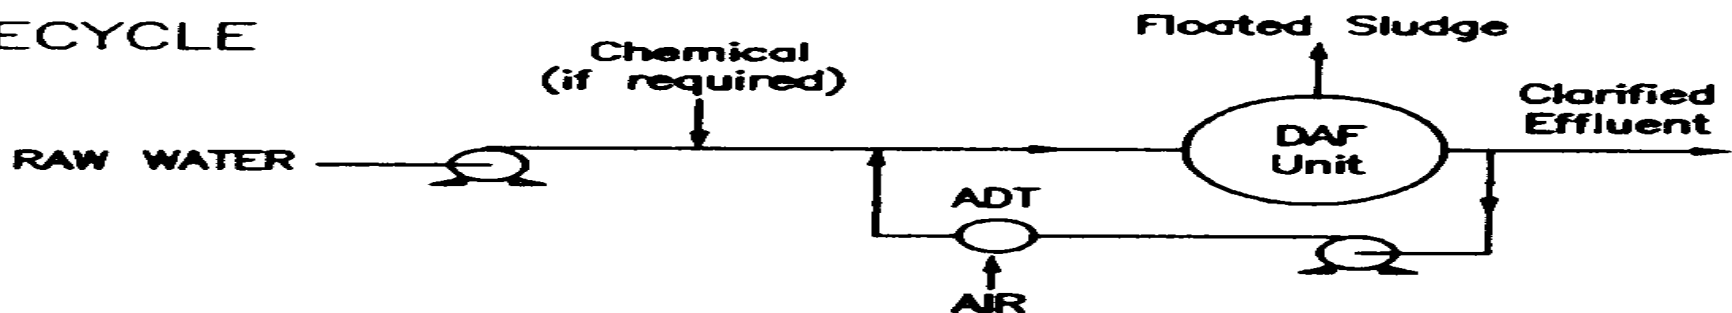 ECYCLE
Floated Sludge
Chemical
(if required)
Clarified
Effluent
DAF
Unit
RAW WATER
ADT
AIR